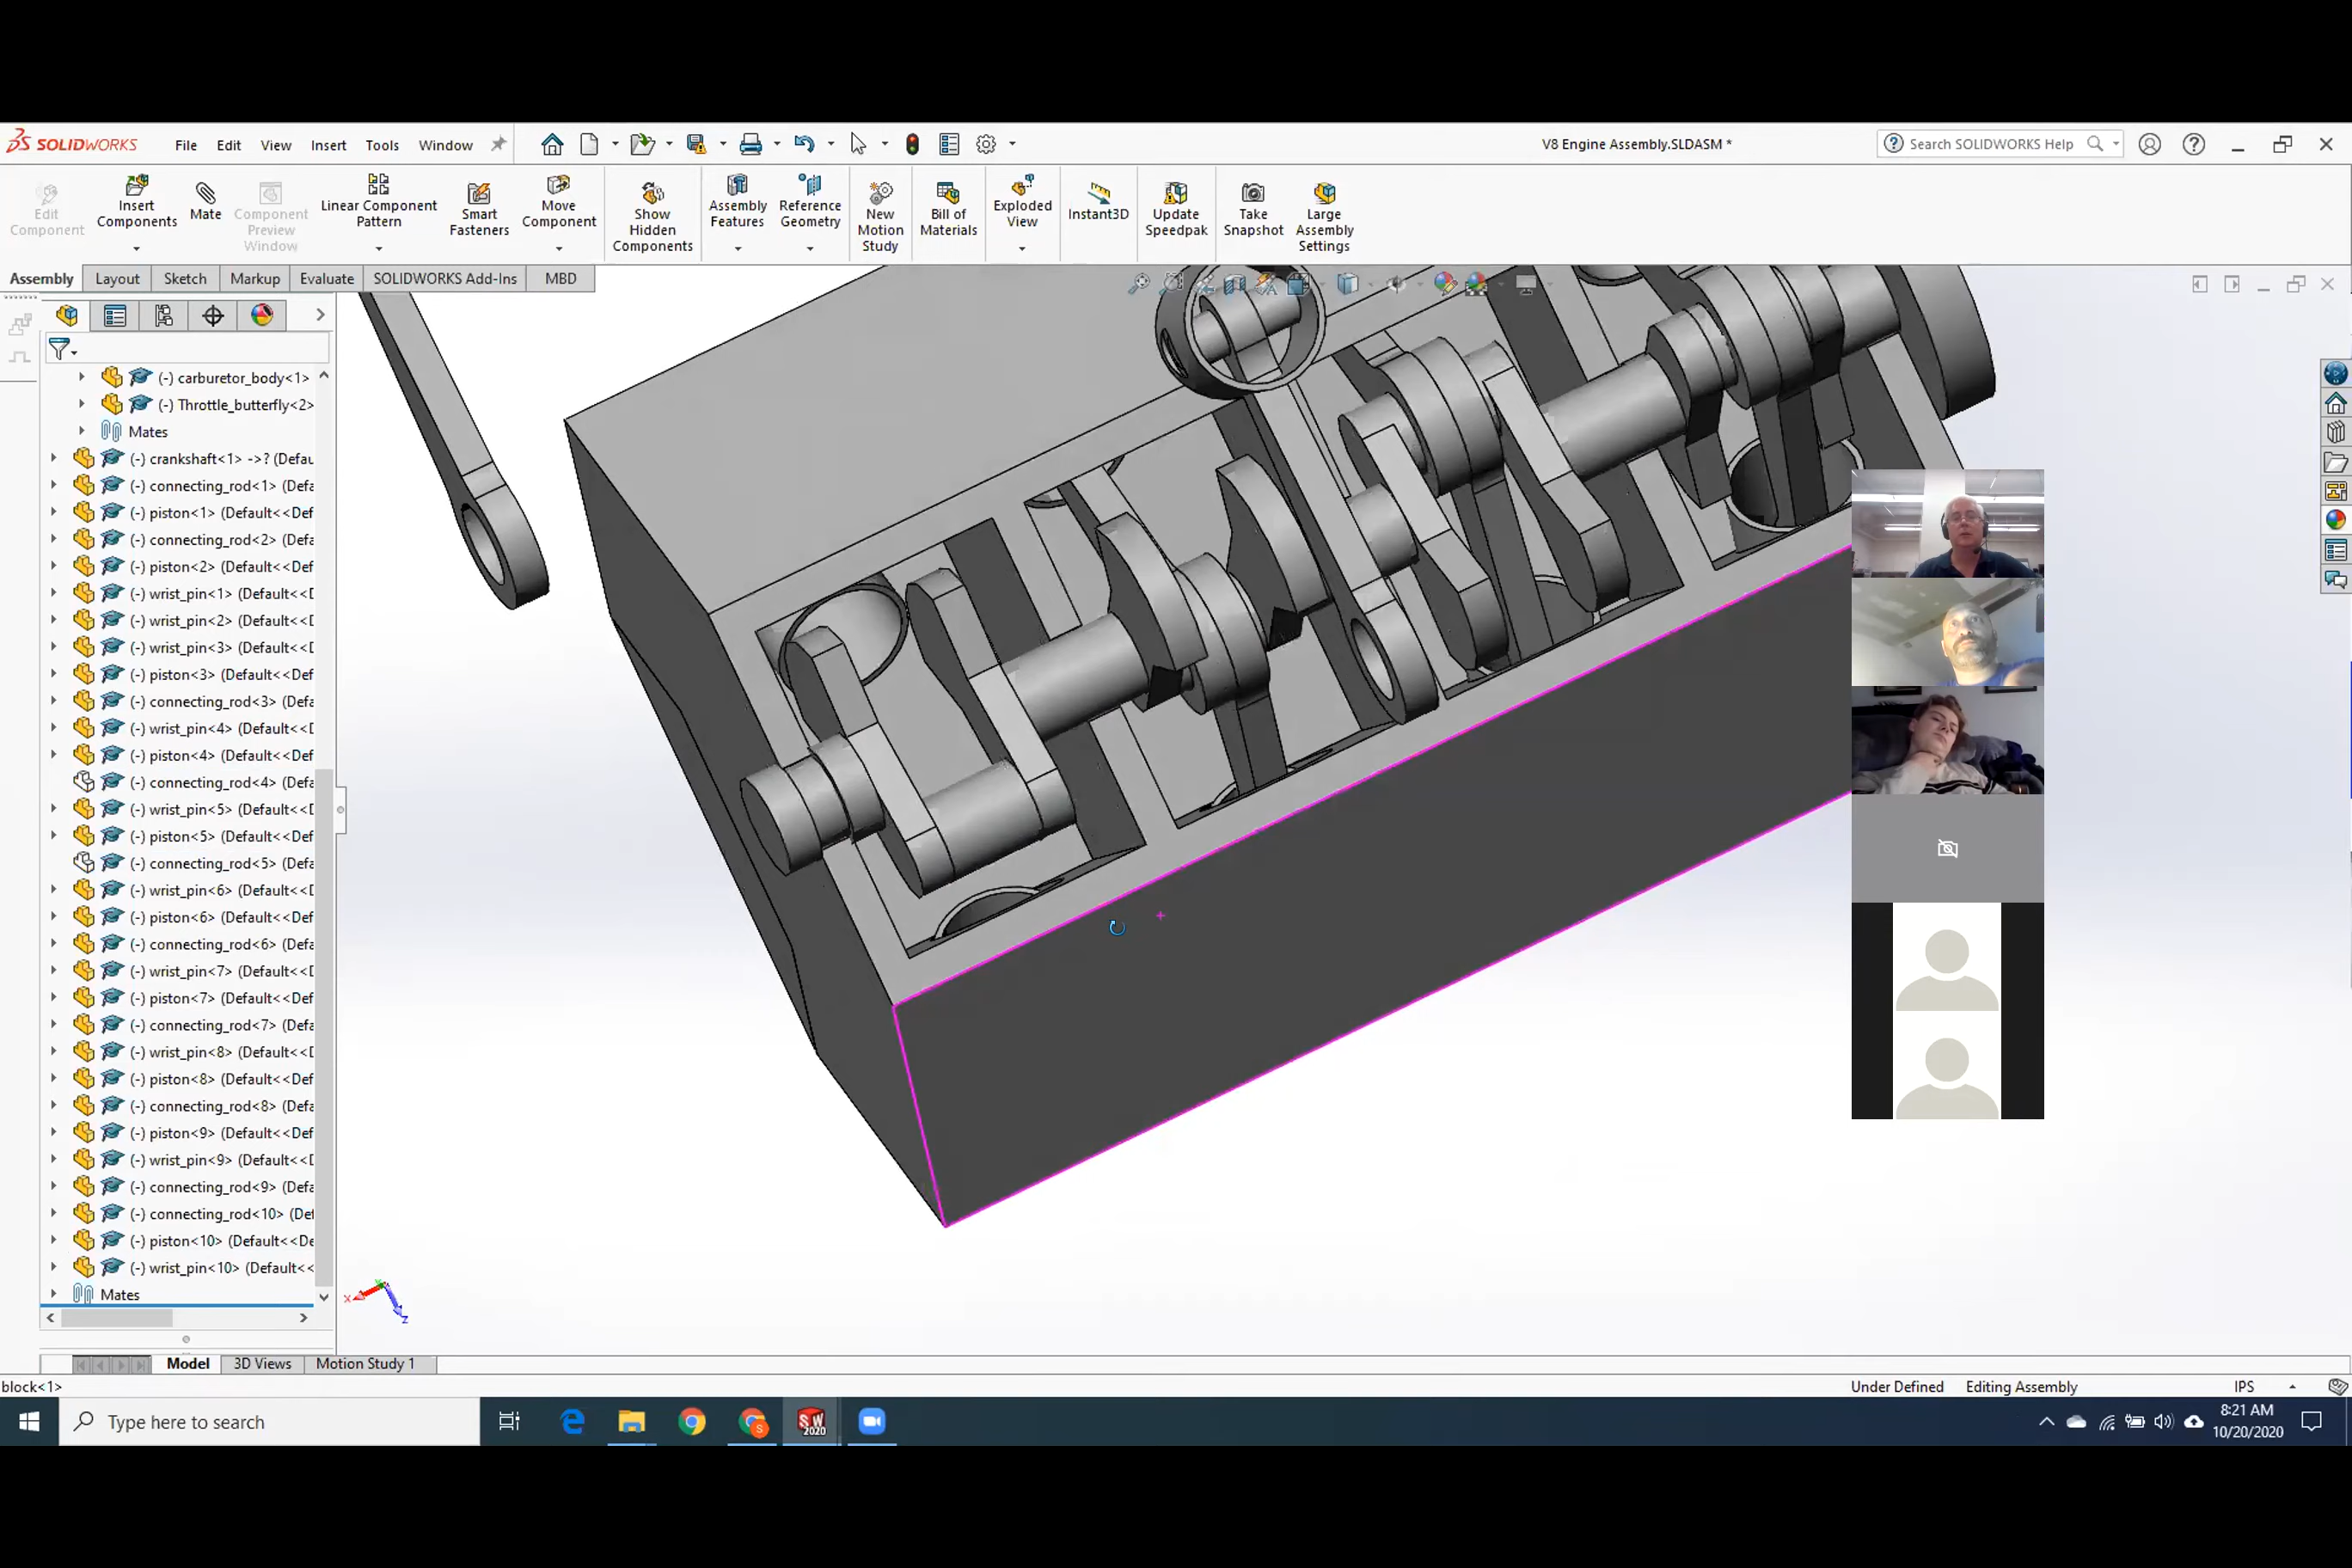 SOLIDWORKS File Edit View Insert Tools Window V8 Engine Assembly.SLDASM * Search SOLIDWORKS Help
Edit Component
Insert Components
Mate
Component Preview Window
Linear Component Pattern
Smart Fasteners
Move Component
Show Hidden Components
Assembly Features
Reference Geometry
New Motion Study
Bill of Materials
Exploded View
Instant3D
Update Speedpak
Take Snapshot
Large Assembly Settings
Assembly Layout Sketch Markup Evaluate SOLIDWORKS Add-Ins MBD
(-) carburetor_body<1>
(-) Throttle_butterfly<2>
Mates
(-) crankshaft<1> ->? (Defau
(-) connecting_rod<1> (Defa
(-) piston<1> (Default<<Def
(-) connecting_rod<2> (Defa
(-) piston<2> (Default<<Def
(-) wrist_pin<1> (Default<<D
(-) wrist_pin<2> (Default<<D
(-) wrist_pin<3> (Default<<D
(-) piston<3> (Default<<Def
(-) connecting_rod<3> (Defa
(-) wrist_pin<4> (Default<<D
(-) piston<4> (Default<<Def
(-) connecting_rod<4> (Defa
(-) wrist_pin<5> (Default<<D
(-) piston<5> (Default<<Def
(-) connecting_rod<5> (Defa
(-) wrist_pin<6> (Default<<D
(-) piston<6> (Default<<Def
(-) connecting_rod<6> (Defa
(-) wrist_pin<7> (Default<<D
(-) piston<7> (Default<<Def
(-) connecting_rod<7> (Defa
(-) wrist_pin<8> (Default<<D
(-) piston<8> (Default<<Def
(-) connecting_rod<8> (Defa
(-) piston<9> (Default<<Def
(-) wrist_pin<9> (Default<<D
(-) connecting_rod<9> (Defa
(-) connecting_rod<10> (Def
(-) piston<10> (Default<<De
(-) wrist_pin<10> (Default<<
Mates
X Y Z
Model 3D Views Motion Study 1
block<1> Under Defined Editing Assembly IPS
Type here to search SW 2020 8:21 AM
10/20/2020